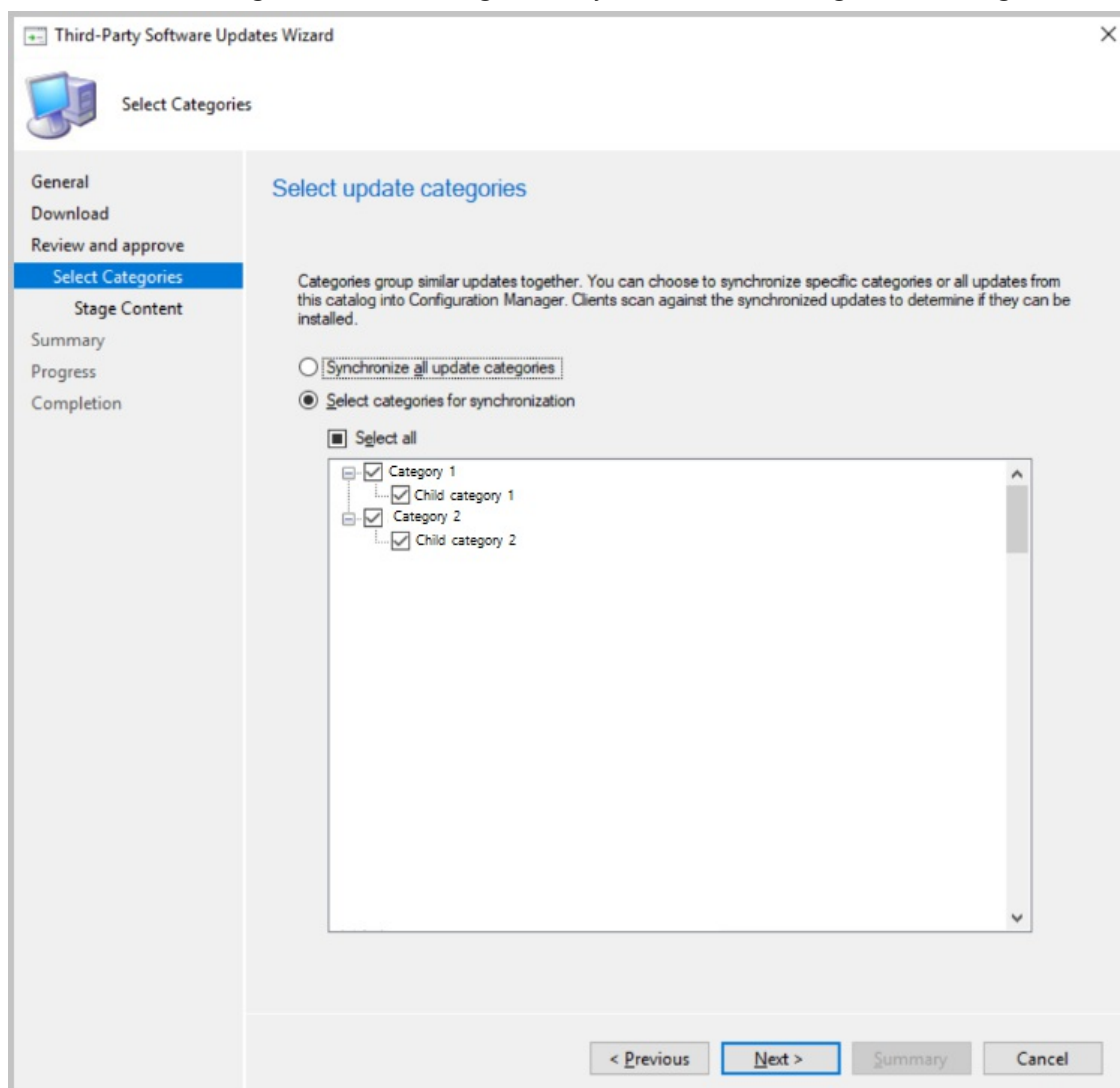 Third-Party Software Updates Wizard
Select Categories
General
Download
Review and approve
Select Categories
Stage Content
Summary
Progress
Completion
Select update categories
Categories group similar updates together. You can choose to synchronize specific categories or all updates from
this catalog into Configuration Manager. Clients scan against the synchronized updates to determine if they can be
installed.
Synchronize all update categories
Select categories for synchronization
Select all
Category 1
Child category 1
Category 2
Child category 2
< Previous
Next >
Summary
Cancel